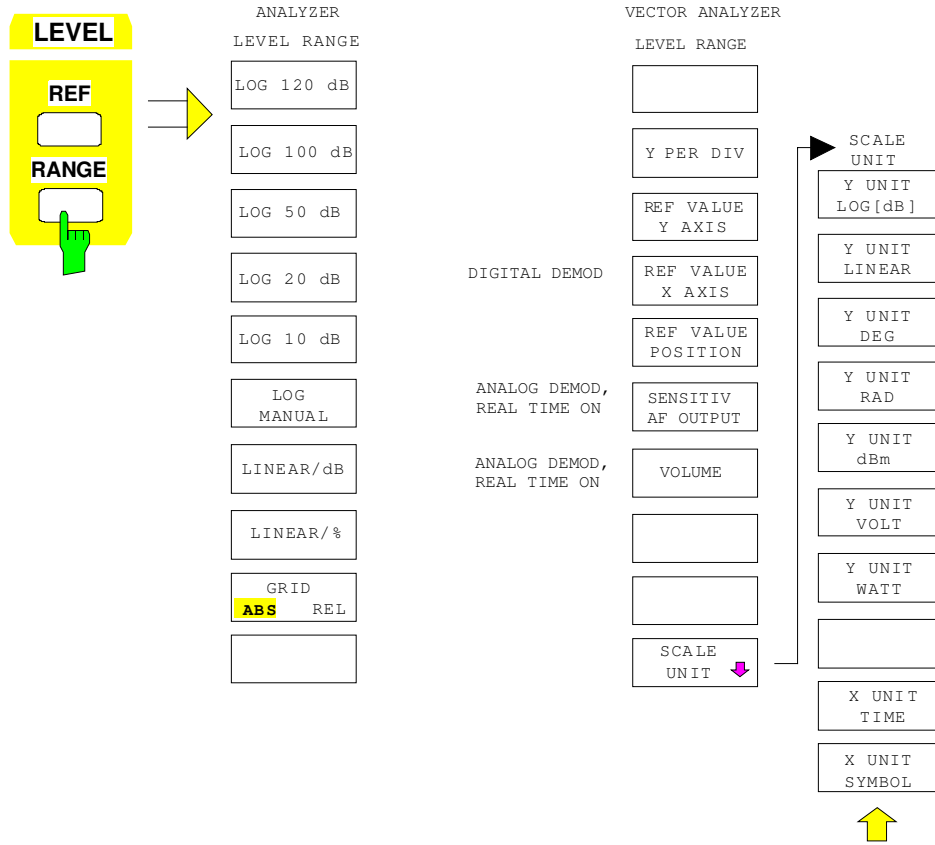 LEVEL
REF
RANGE
ANALYZER
LEVEL RANGE
LOG 120 dB
LOG 100 dB
LOG 50 dB
LOG 20 dB
LOG 10 dB
LOG
MANUAL
LINEAR/dB
LINEAR/%
GRID
ABS REL
VECTOR ANALYZER
LEVEL RANGE
Y PER DIV
REF VALUE
Y AXIS
DIGITAL DEMOD
REF VALUE
X AXIS
REF VALUE
POSITION
ANALOG DEMOD,
REAL TIME ON
SENSITIV
AF OUTPUT
ANALOG DEMOD,
REAL TIME ON
VOLUME
SCALE
UNIT
SCALE
UNIT
Y UNIT
LOG[dB]
Y UNIT
LINEAR
Y UNIT
DEG
Y UNIT
RAD
Y UNIT
dBm
Y UNIT
VOLT
Y UNIT
WATT
X UNIT
TIME
X UNIT
SYMBOL